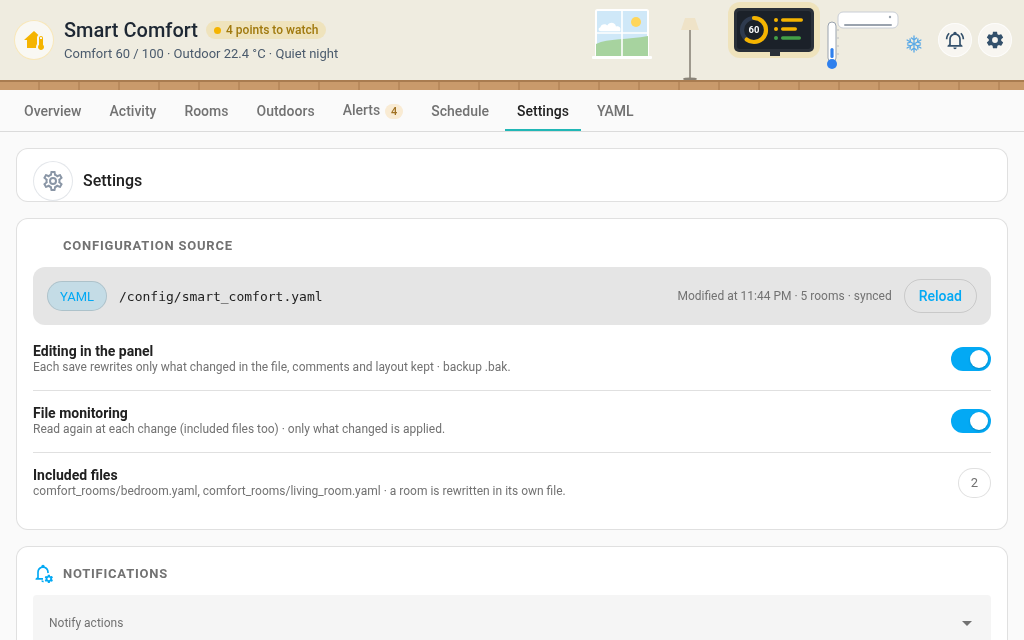 Smart Comfort
4 points to watch
Comfort 60 / 100 · Outdoor 22.4 °C · Quiet night
60
Overview
Activity
Rooms
Outdoors
Alerts 4
Schedule
Settings
YAML
Settings
CONFIGURATION SOURCE
YAML
/config/smart_comfort.yaml
Modified at 11:44 PM · 5 rooms · synced
Reload
Editing in the panel
Each save rewrites only what changed in the file, comments and layout kept · backup .bak.
File monitoring
Read again at each change (included files too) · only what changed is applied.
Included files
comfort_rooms/bedroom.yaml, comfort_rooms/living_room.yaml · a room is rewritten in its own file.
2
NOTIFICATIONS
Notify actions